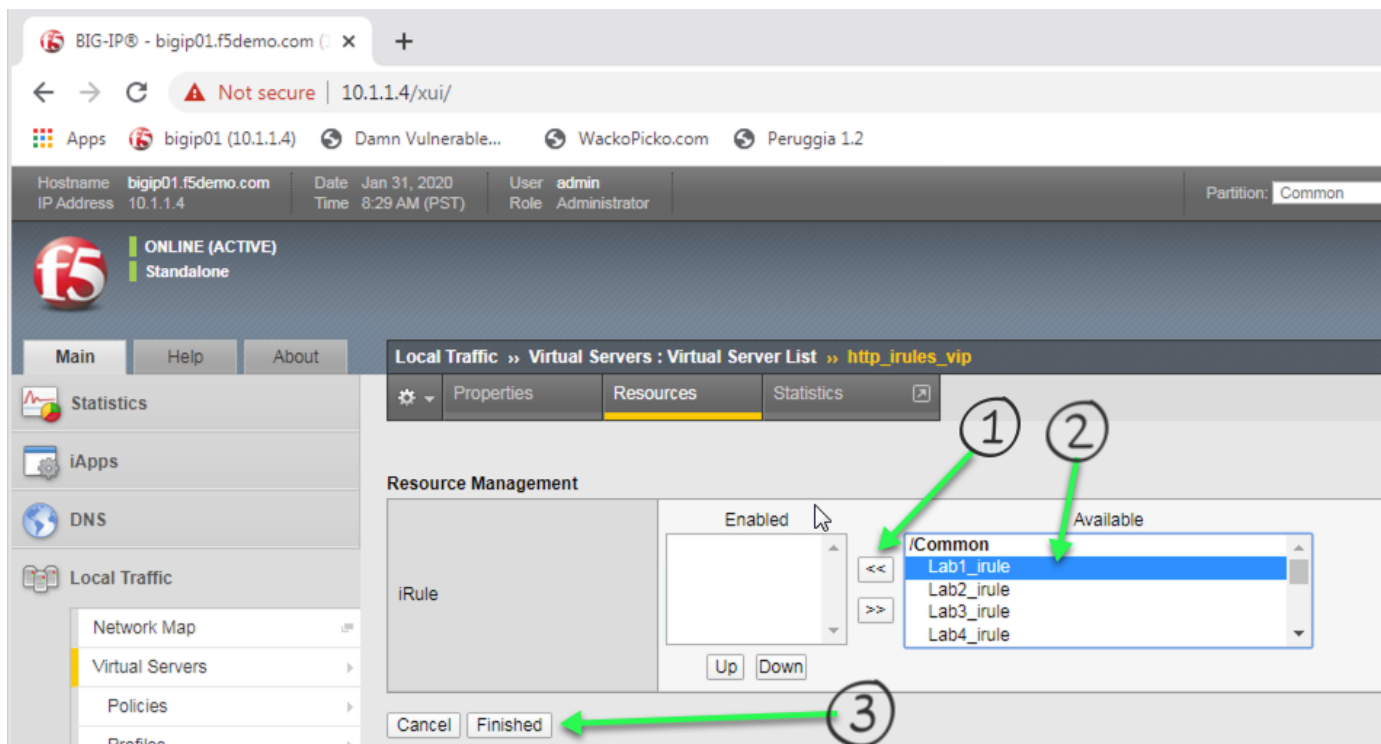 BIG-IP® - bigip01.f5demo.com (
Not secure | 10.1.1.4/xui/
Apps bigip01 (10.1.1.4) Damn Vulnerable... WackoPicko.com Peruggia 1.2
Hostname bigip01.f5demo.com Date Jan 31, 2020 User admin
Partition: Common
IP Address 10.1.1.4 Time 8:29 AM (PST) Role Administrator
f5
ONLINE (ACTIVE)
Standalone
Main Help About
Local Traffic ›› Virtual Servers : Virtual Server List ›› http_irules_vip
Properties Resources Statistics
Statistics
1 2
iApps
Resource Management
DNS
Enabled Available
/Common
<< Lab1_irule
Local Traffic
Lab2_irule
iRule
>> Lab3_irule
Lab4_irule
Network Map
Virtual Servers
Up Down
Policies
Cancel Finished 3
Profiles